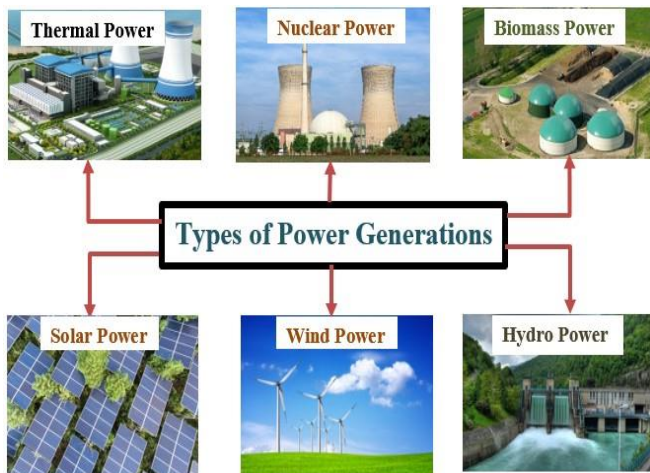 Thermal Power
Nuclear Power
Biomass Power
Types of Power Generations
Solar Power
Wind Power
Hydro Power